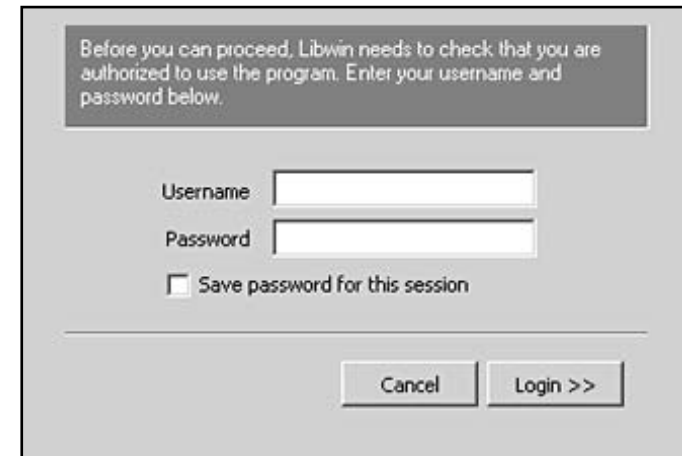 Before you can proceed, Libwin needs to check that you are
authorized to use the program. Enter your username and
password below.
Username
Password
Save password for this session
Cancel
Login >>